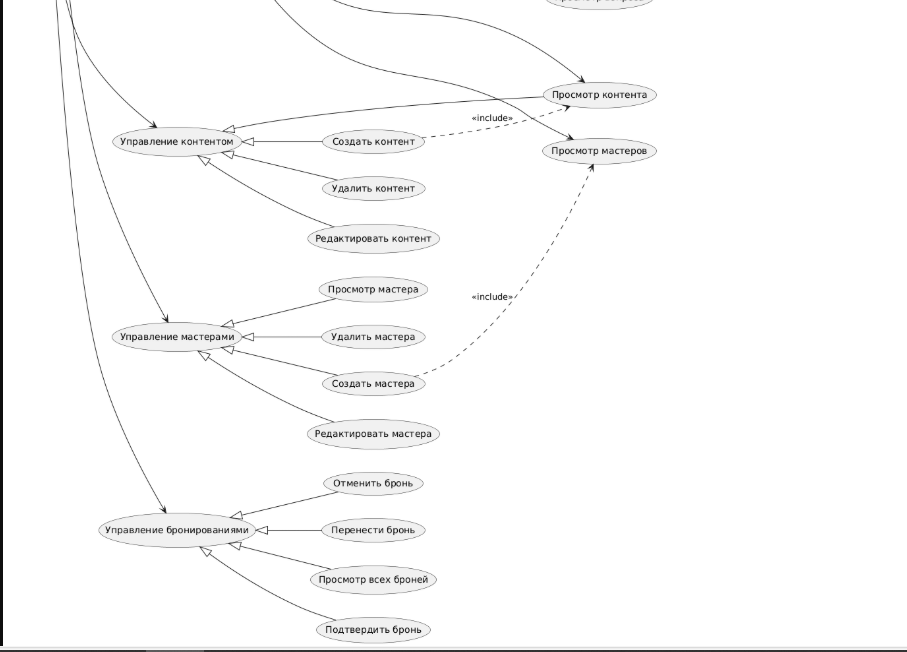 Просмотр контента
«include»
Управление контентом
Создать контент
Просмотр мастеров
Удалить контент
Редактировать контент
Просмотр мастера
«include»
Управление мастерами
Удалить мастера
Создать мастера
Редактировать мастера
Отменить бронь
Управление бронированиями
Перенести бронь
Просмотр всех броней
Подтвердить бронь